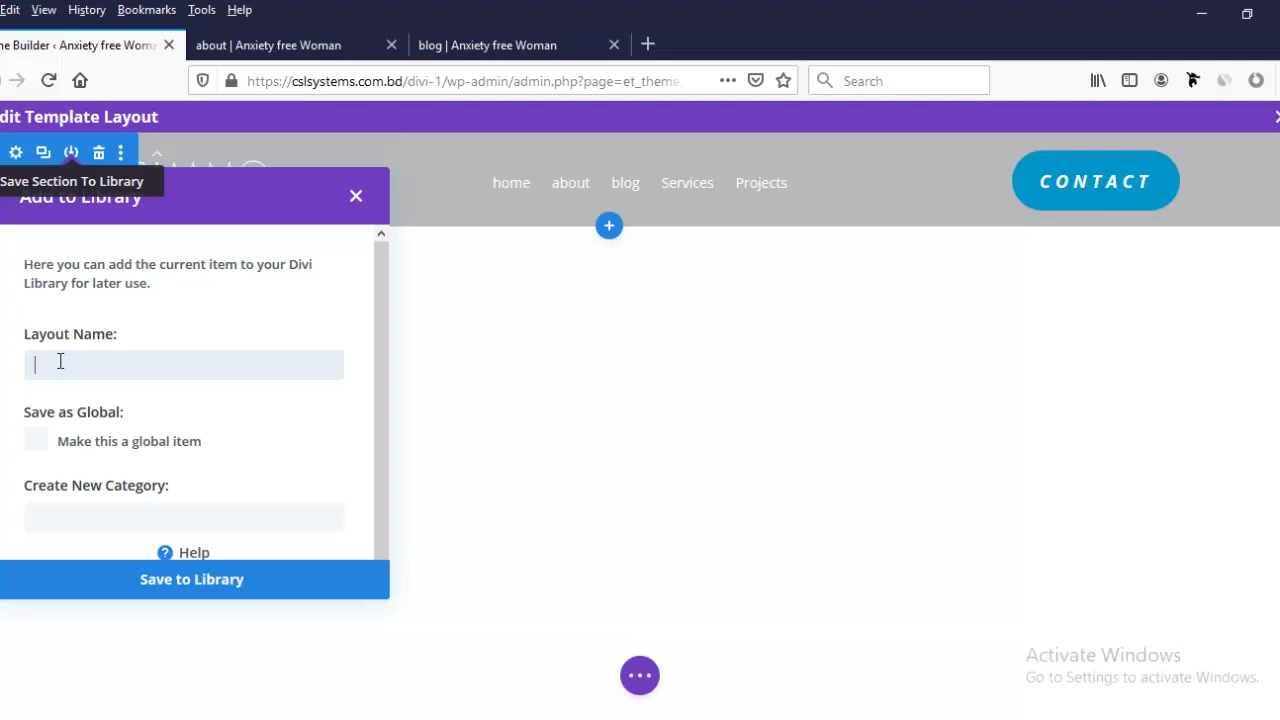 Edit View History Bookmarks Tools Help
ne Builder ‹ Anxiety free Woma
about | Anxiety free Woman
blog | Anxiety free Woman
https://cslsystems.com.bd/divi-1/wp-admin/admin.php?page=et_theme_
Search
dit Template Layout
home about blog Services Projects
CONTACT
Save Section To Library
Add to Library
Here you can add the current item to your Divi
Library for later use.
Layout Name:
Save as Global:
Make this a global item
Create New Category:
? Help
Save to Library
Activate Windows
Go to Settings to activate Windows.